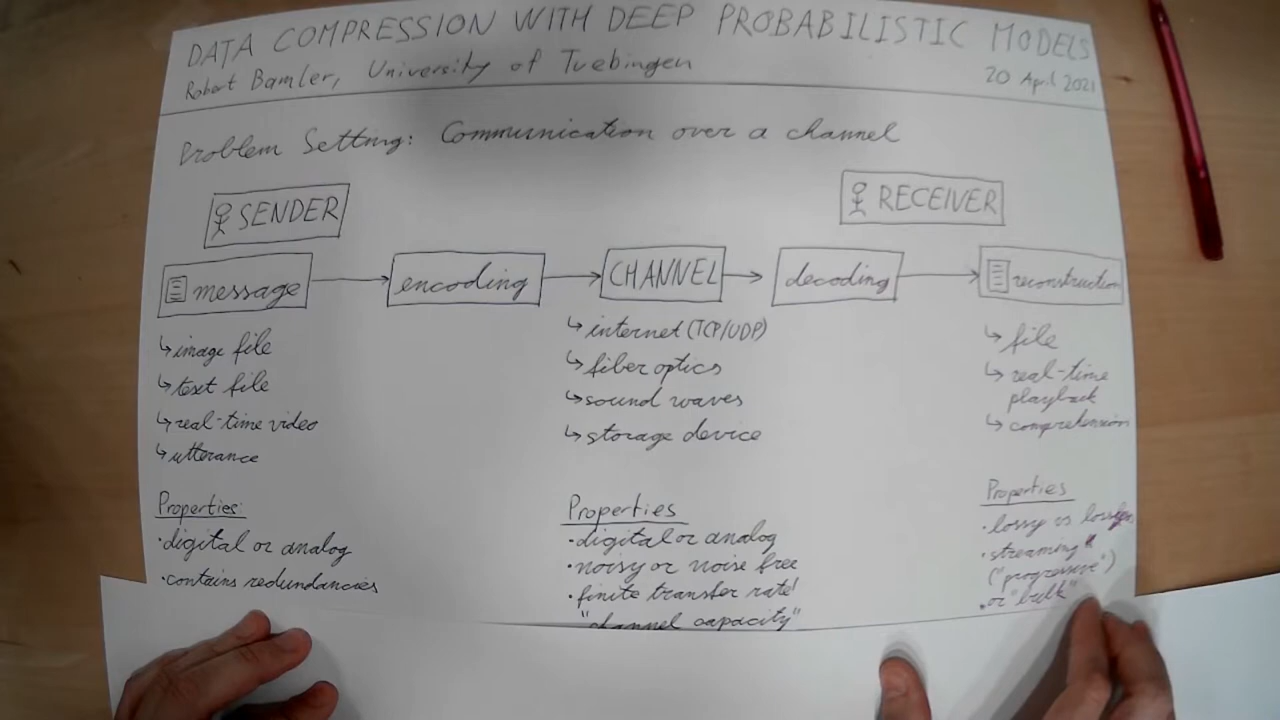 DATA COMPRESSION WITH DEEP PROBABILISTIC MODELS
Robert Bamler, University of Tuebingen
20 April 2021
Problem Setting: Communication over a channel
SENDER
RECEIVER
message
encoding
CHANNEL
decoding
reconstruction
↳image file
↳text file
↳real-time video
↳utterance
Properties:
·digital or analog
·contains redundancies
↳internet (TCP/UDP)
↳fiber optics
↳sound waves
↳storage device
Properties
·digital or analog
·noisy or noise free
·finite transfer rate
"channel capacity"
↳file
↳real-time
playback
↳comprehension
Properties
·lossy vs lossless
·streaming"
("progressive")
·or "bulk"